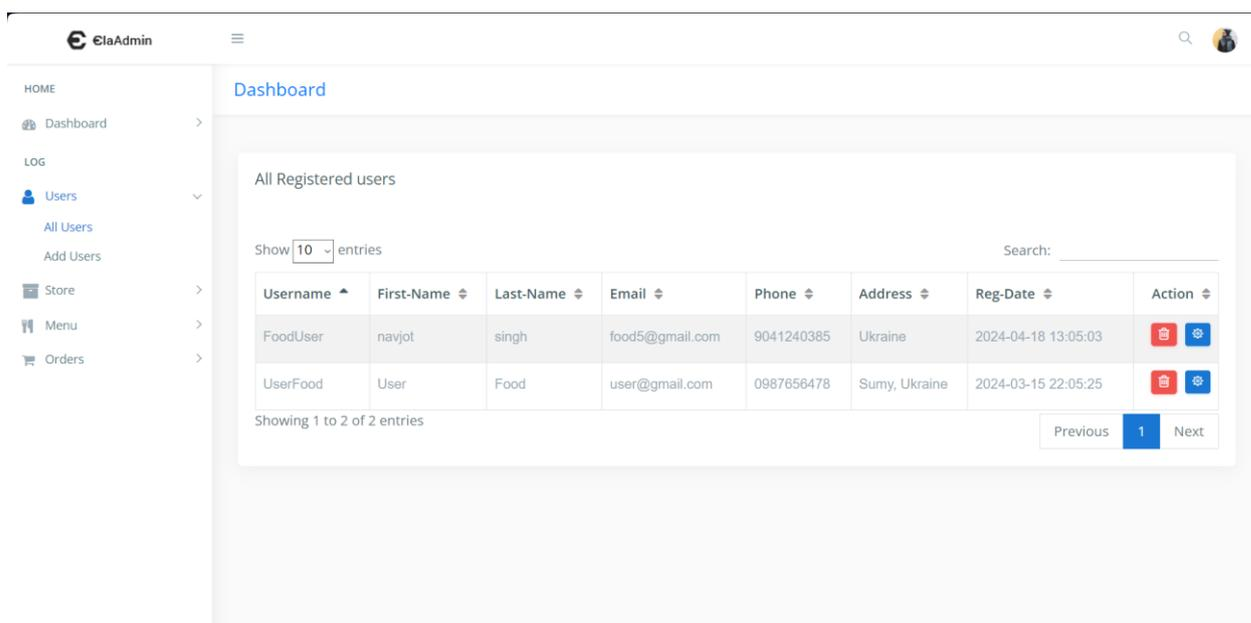 ElaAdmin
HOME
Dashboard
LOG
Users
All Users
Add Users
Store
Menu
Orders
Dashboard
All Registered users
Show 10 entries
Search:
Username First-Name Last-Name Email Phone Address Reg-Date Action
FoodUser navjot singh food5@gmail.com 9041240385 Ukraine 2024-04-18 13:05:03
UserFood User Food user@gmail.com 0987656478 Sumy, Ukraine 2024-03-15 22:05:25
Showing 1 to 2 of 2 entries
Previous 1 Next